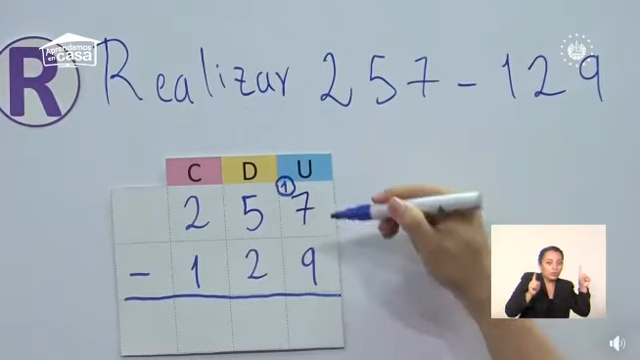 Aprendamos
en casa
R Realizar 257 - 129
C D U
1
2 5 7
- 1 2 9